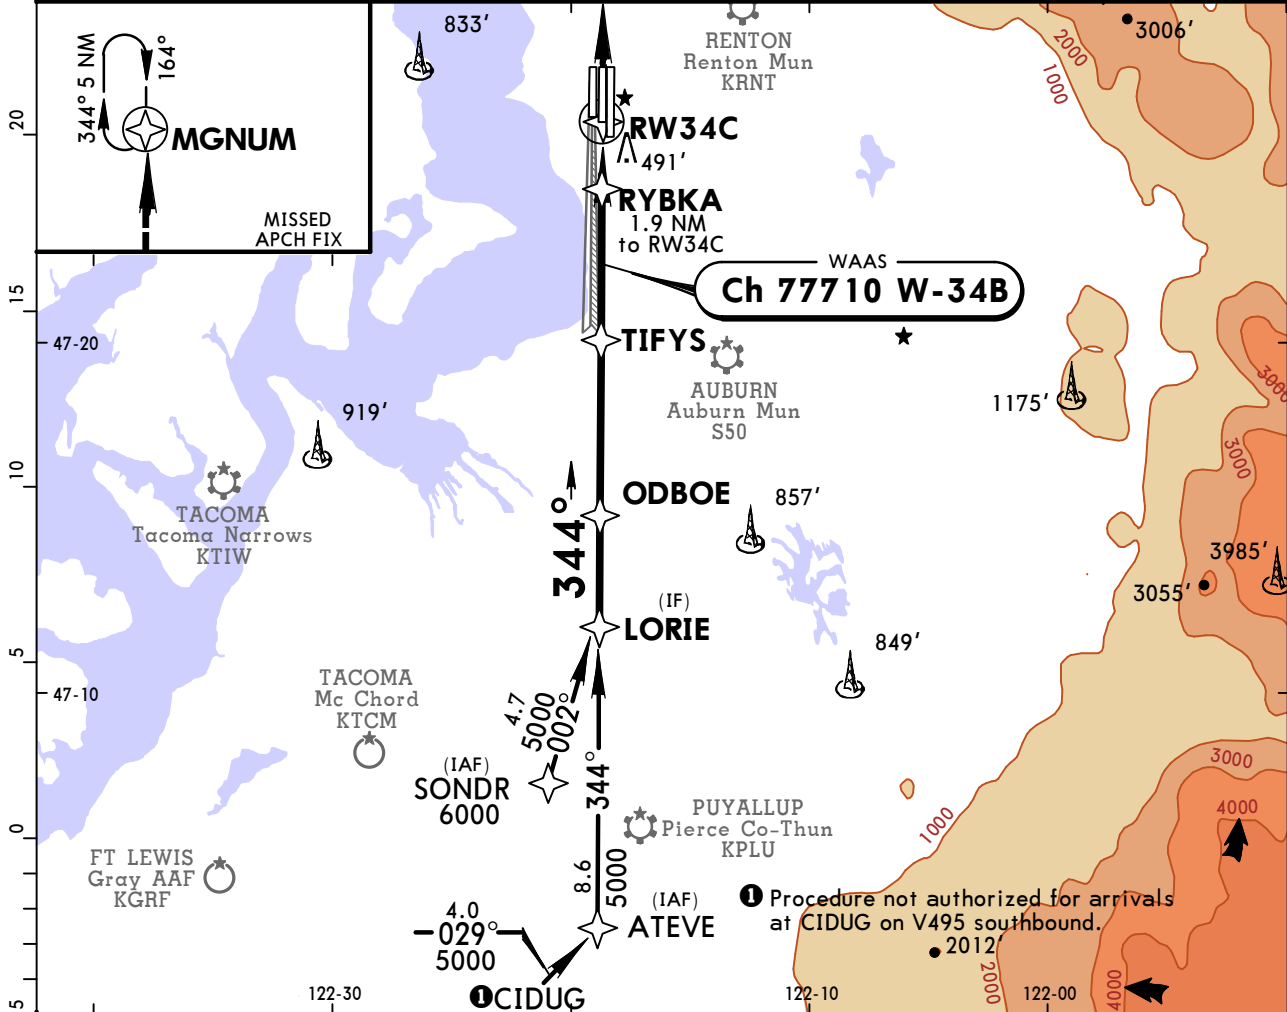 833′
344° 5 NM
164°
MGNUM
MISSED
APCH FIX
RENTON
Renton Mun
KRNT
2000
1000
3006′
RW34C
491′
RYBKA
1.9 NM
to RW34C
WAAS
Ch 77710 W-34B
20
15
10
5
0
5
47-20
TIFYS
AUBURN
Auburn Mun
S50
1175′
3000
3000
919′
TACOMA
Tacoma Narrows
KTIW
344°
ODBOE
857′
3985′
3055′
(IF)
LORIE
849′
47-10
TACOMA
Mc Chord
KTCM
4.7
5000
002°
(IAF)
SONDR
6000
344°
8.6
5000
PUYALLUP
Pierce Co-Thun
KPLU
1000
3000
4000
FT LEWIS
Gray AAF
KGRF
(IAF)
ATEVE
4.0
029°
5000
❶CIDUG
❶ Procedure not authorized for arrivals
at CIDUG on V495 southbound.
2012′
2000
4000
122-30
122-10
122-00